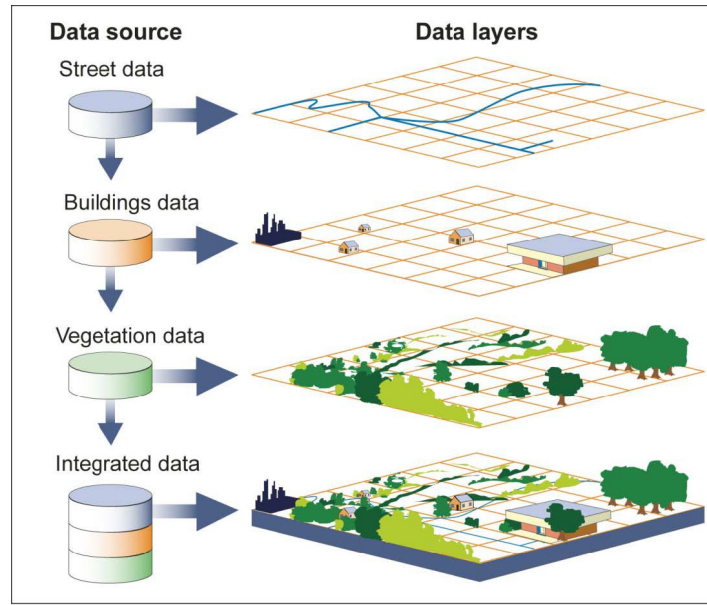 Data source
Data layers
Street data
Buildings data
Vegetation data
Integrated data